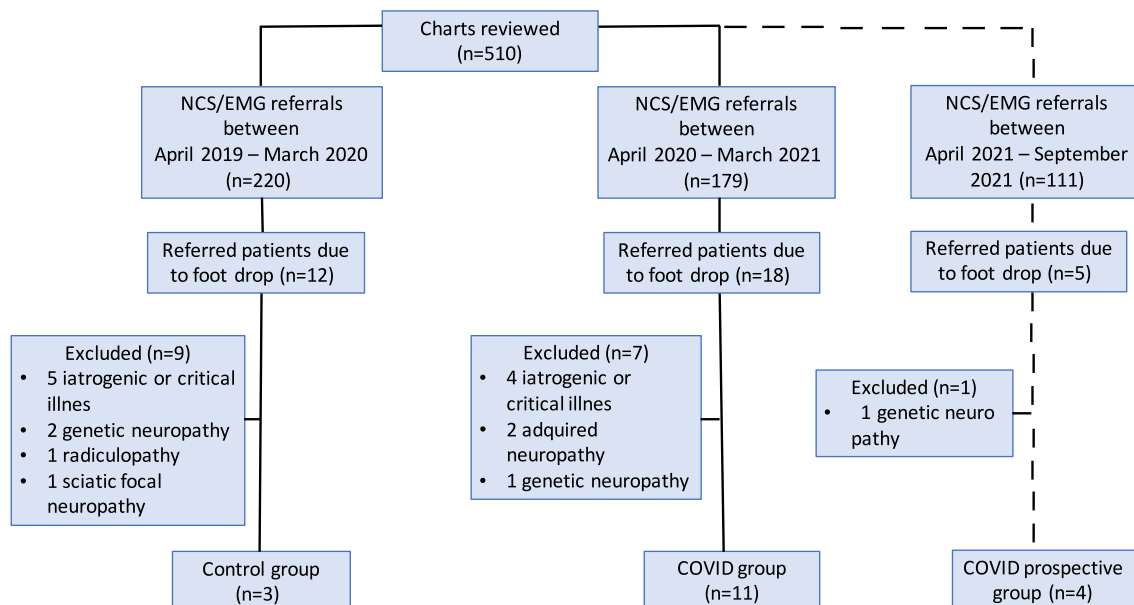 Charts reviewed
(n=510)
NCS/EMG referrals
between
April 2019 – March 2020
(n=220)
NCS/EMG referrals
between
April 2020 – March 2021
(n=179)
NCS/EMG referrals
between
April 2021 – September
2021 (n=111)
Referred patients due
to foot drop (n=12)
Referred patients due
to foot drop (n=18)
Referred patients due
to foot drop (n=5)
Excluded (n=9)
• 5 iatrogenic or critical
illnes
• 2 genetic neuropathy
• 1 radiculopathy
• 1 sciatic focal
neuropathy
Excluded (n=7)
• 4 iatrogenic or
critical illnes
• 2 adquired
neuropathy
• 1 genetic neuropathy
Excluded (n=1)
• 1 genetic neuro
pathy
Control group
(n=3)
COVID group
(n=11)
COVID prospective
group (n=4)